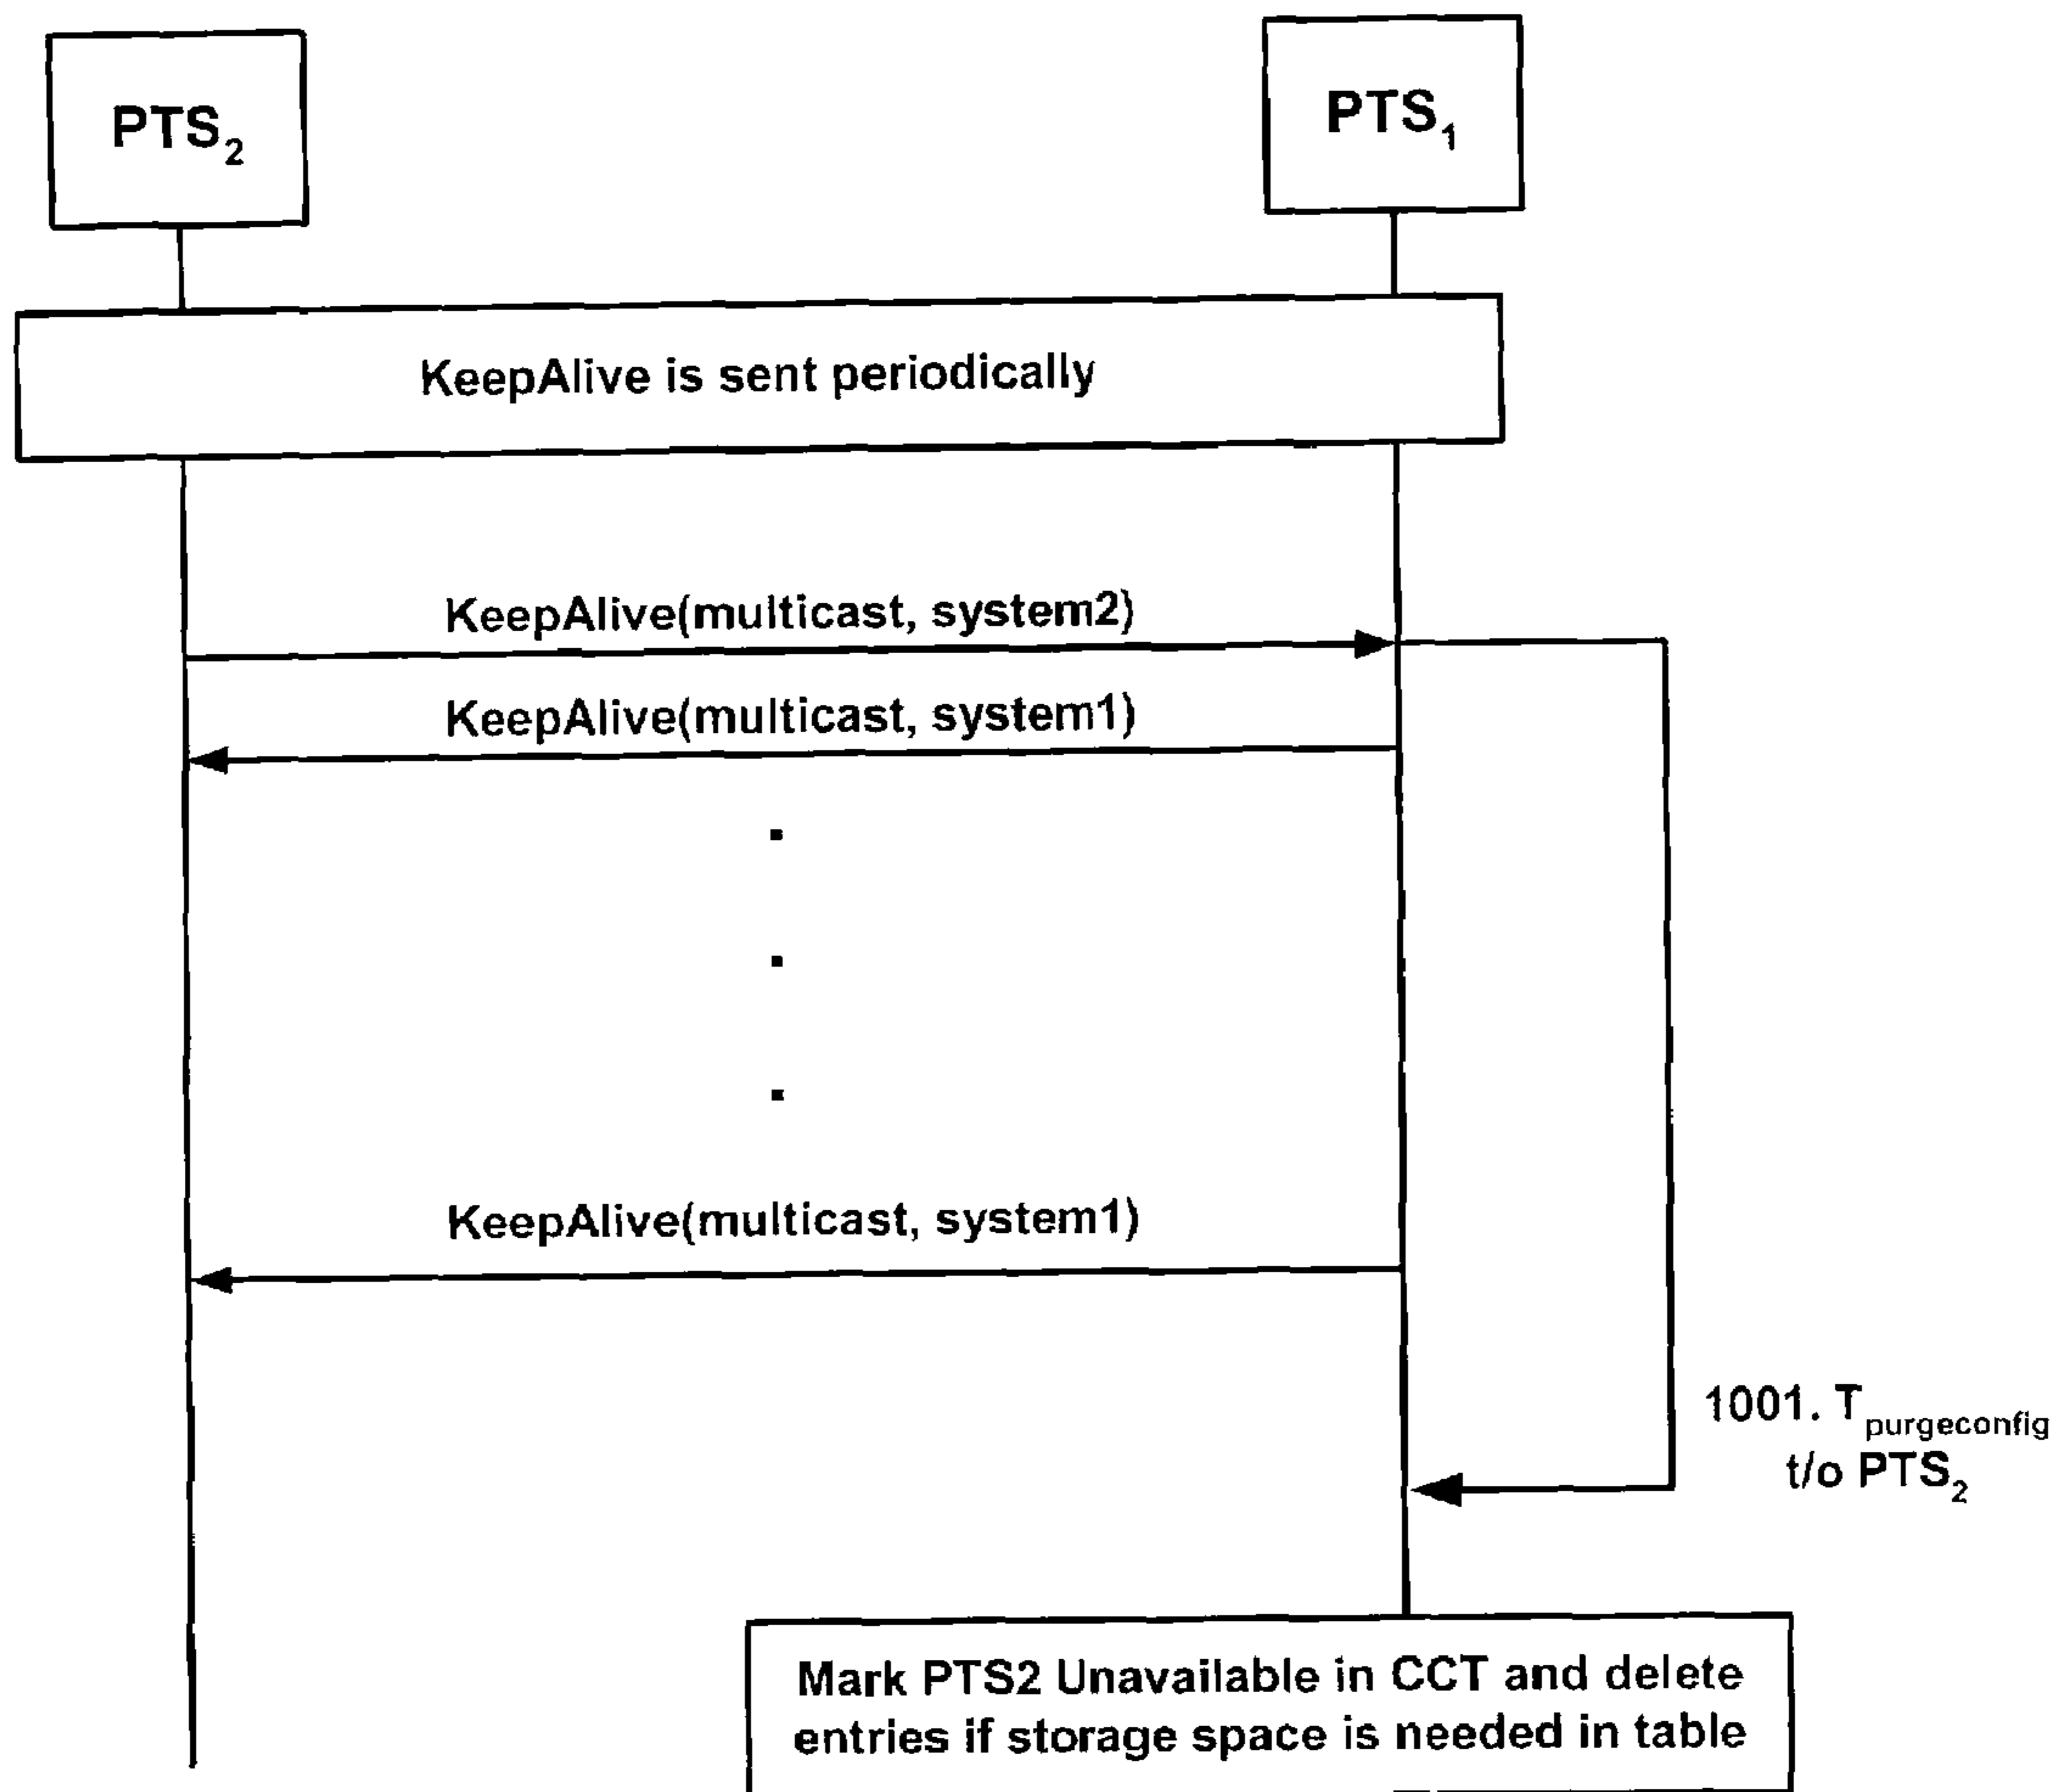 PTS₂
PTS₁
KeepAlive is sent periodically
KeepAlive(multicast, system2)
KeepAlive(multicast, system1)
KeepAlive(multicast, system1)
1001. Tpurgeconfig
t/o PTS₂
Mark PTS2 Unavailable in CCT and delete
entries if storage space is needed in table